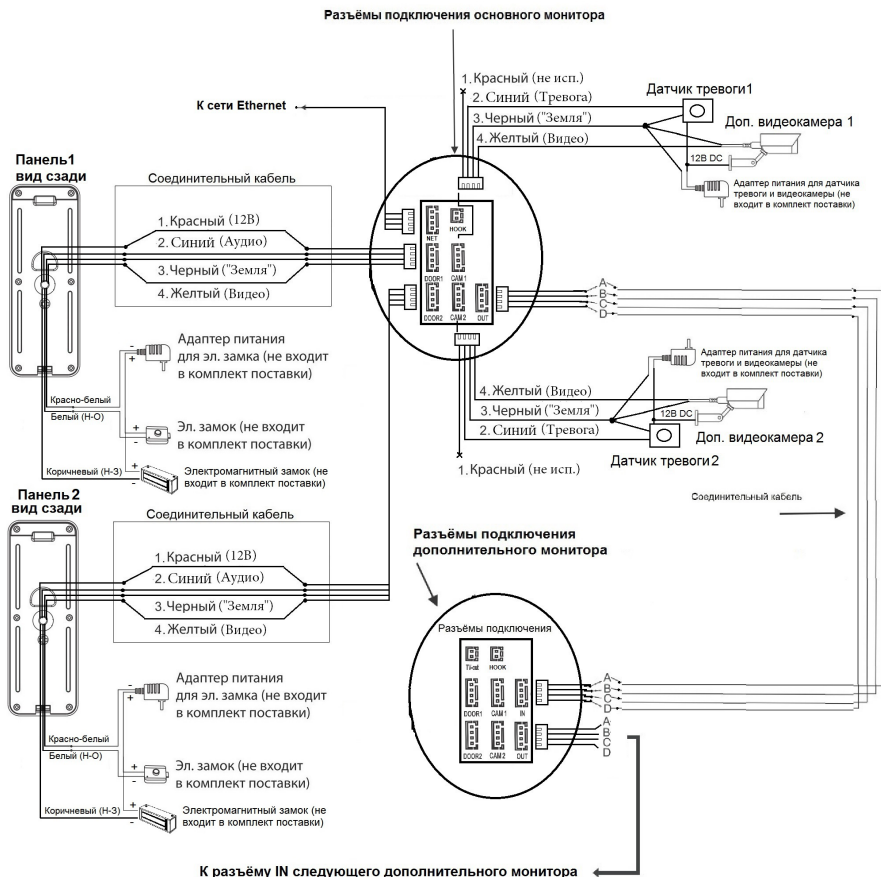 Разъёмы подключения основного монитора
1. Красный (не исп.)
2. Синий (Тревога)
3. Черный ("Земля")
4. Желтый (Видео)
Датчик тревоги1
Доп. видеокамера 1
12В DC
Адаптер питания для датчика
тревоги и видеокамеры (не
входит в комплект поставки)
К сети Ethernet
Панель1
вид сзади
Соединительный кабель
1. Красный (12В)
2. Синий (Аудио)
3. Черный ("Земля")
4. Желтый (Видео)
NET
HOOK
DOOR1
CAM1
DOOR2
CAM2
OUT
A
B
C
D
Адаптер питания
для эл. замка (не входит
в комплект поставки)
- +
Красно-белый
Белый (Н-О)
+ -
Эл. замок (не входит
в комплект поставки)
Коричневый (Н-З)
+ -
Электромагнитный замок (не
входит в комплект поставки)
Адаптер питания для датчика
тревоги и видеокамеры (не
входит в комплект поставки)
4. Желтый (Видео)
3. Черный ("Земля")
2. Синий (Тревога)
1. Красный (не исп.)
12В DC
Доп. видеокамера 2
Датчик тревоги2
Соединительный кабель
Панель 2
вид сзади
Соединительный кабель
1. Красный (12В)
2. Синий (Аудио)
3. Черный ("Земля")
4. Желтый (Видео)
Разъёмы подключения
дополнительного монитора
Разъёмы подключения
HOOK
DOOR1
CAM1
IN
DOOR2
CAM2
OUT
A
B
C
D
A
B
C
D
A
B
C
D
Адаптер питания
для эл. замка (не входит
в комплект поставки)
- +
Красно-белый
Белый (Н-О)
+ -
Эл. замок (не входит
в комплект поставки)
Коричневый (Н-З)
+ -
Электромагнитный замок (не
входит в комплект поставки)
К разъёму IN следующего дополнительного монитора